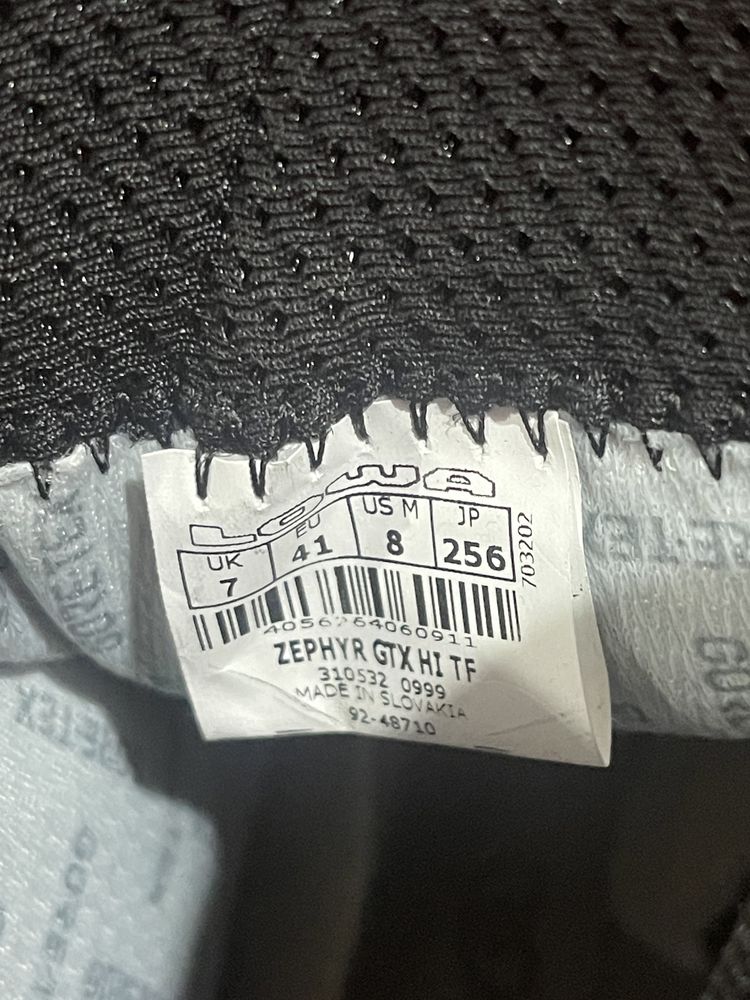 LOWA
UK EU US M JP
7 41 8 256
703202
4056264060911
ZEPHYR GTX HI TF
310532 0999
MADE IN SLOVAKIA
92-48710